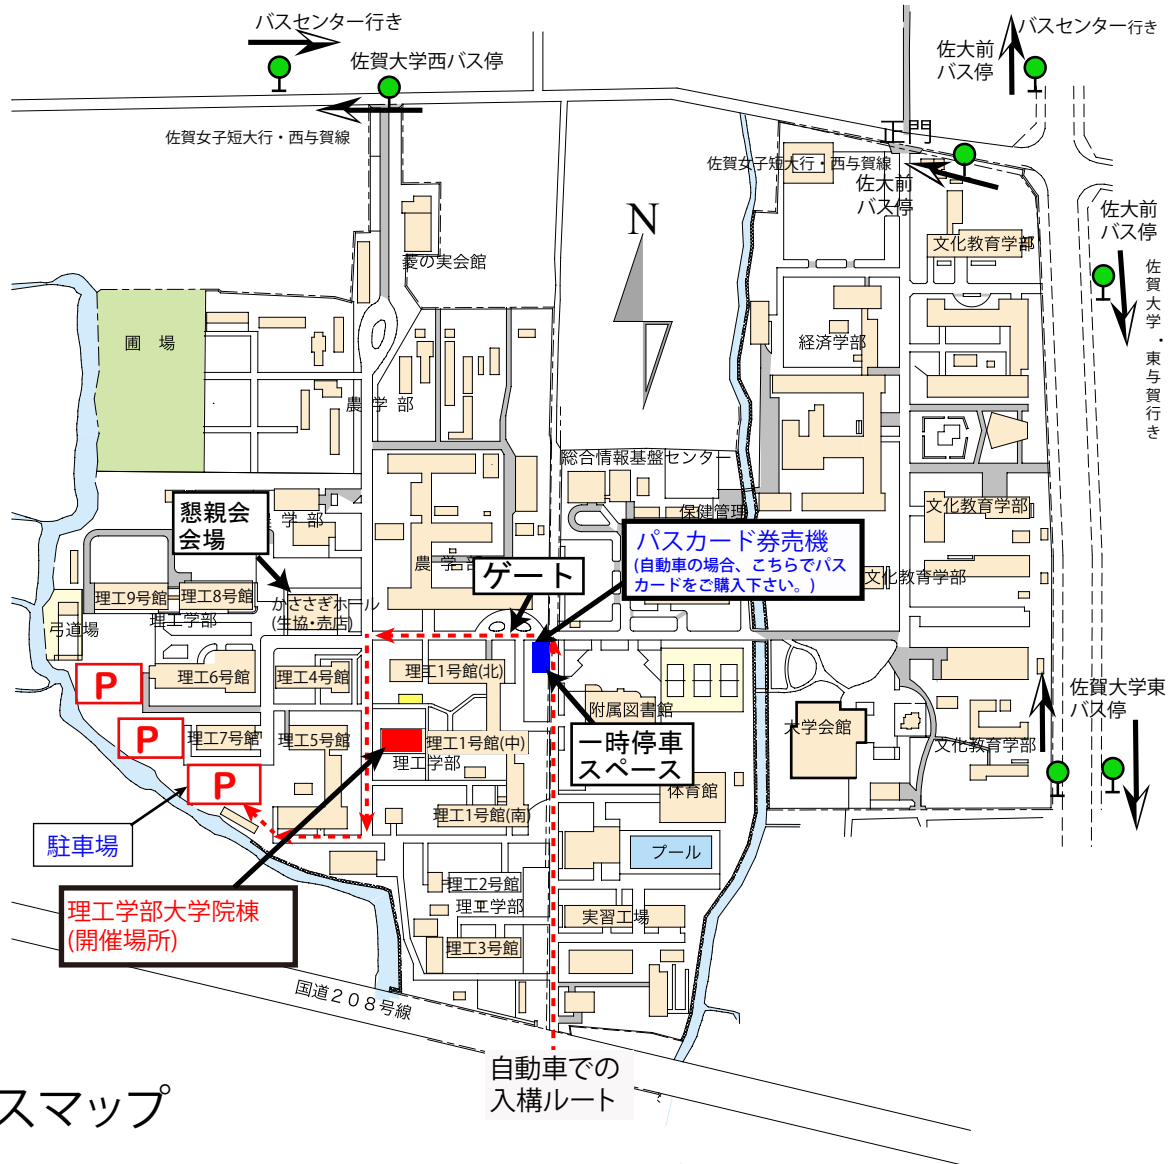 バスセンター行き
佐賀大学西バス停
佐賀女子短大行・西与賀線
佐大前
バス停
バスセンター行き
正門
佐賀女子短大行・西与賀線
佐大前
バス停
佐大前
バス停
佐賀大学・東与賀行き
N
菱の実会館
文化教育学部
圃 場
経済学部
農 学 部
総合情報基盤センター
文化教育学部
保健管理
懇親会
会場
学 部
パスカード券売機
(自動車の場合、こちらでパス
カードをご購入下さい。)
農 学 部
ゲート
文化教育学部
理工9号館
理工8号館
かささぎホール
(生協・売店)
理工学部
弓道場
P
理工6号館
理工4号館
理工1号館(北)
附属図書館
佐賀大学東
バス停
P
理工7号館
理工5号館
理工1号館(中)
理工学部
一時停車
スペース
大学会館
文化教育学部
P
体育館
理工1号館(南)
駐車場
プール
理工2号館
理工学部
理工学部大学院棟
(開催場所)
実習工場
理工3号館
国道208号線
自動車での
入構ルート
スマップ